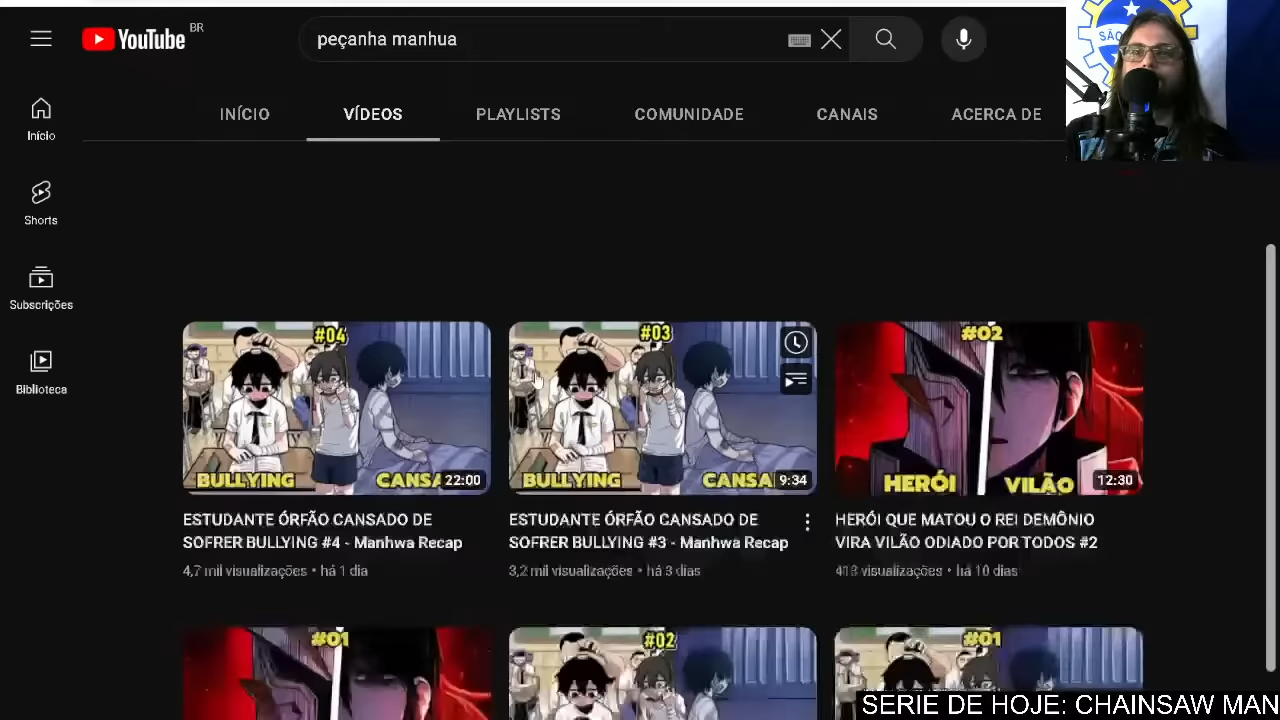 YouTube BR
peçanha manhua
SÃO
INÍCIO VÍDEOS PLAYLISTS COMUNIDADE CANAIS ACERCA DE
Início
Shorts
Subscrições
Biblioteca
#04
BULLYING CANSA 22:00
ESTUDANTE ÓRFÃO CANSADO DE
SOFRER BULLYING #4 - Manhwa Recap
4,7 mil visualizações • há 1 dia
#03
BULLYING CANSA 9:34
ESTUDANTE ÓRFÃO CANSADO DE
SOFRER BULLYING #3 - Manhwa Recap
3,2 mil visualizações • há 3 dias
#02
HERÓI VILÃO 12:30
HERÓI QUE MATOU O REI DEMÔNIO
VIRA VILÃO ODIADO POR TODOS #2
visualizações • há 10 dias
#01
#02
#01
SERIE DE HOJE: CHAINSAW MAN